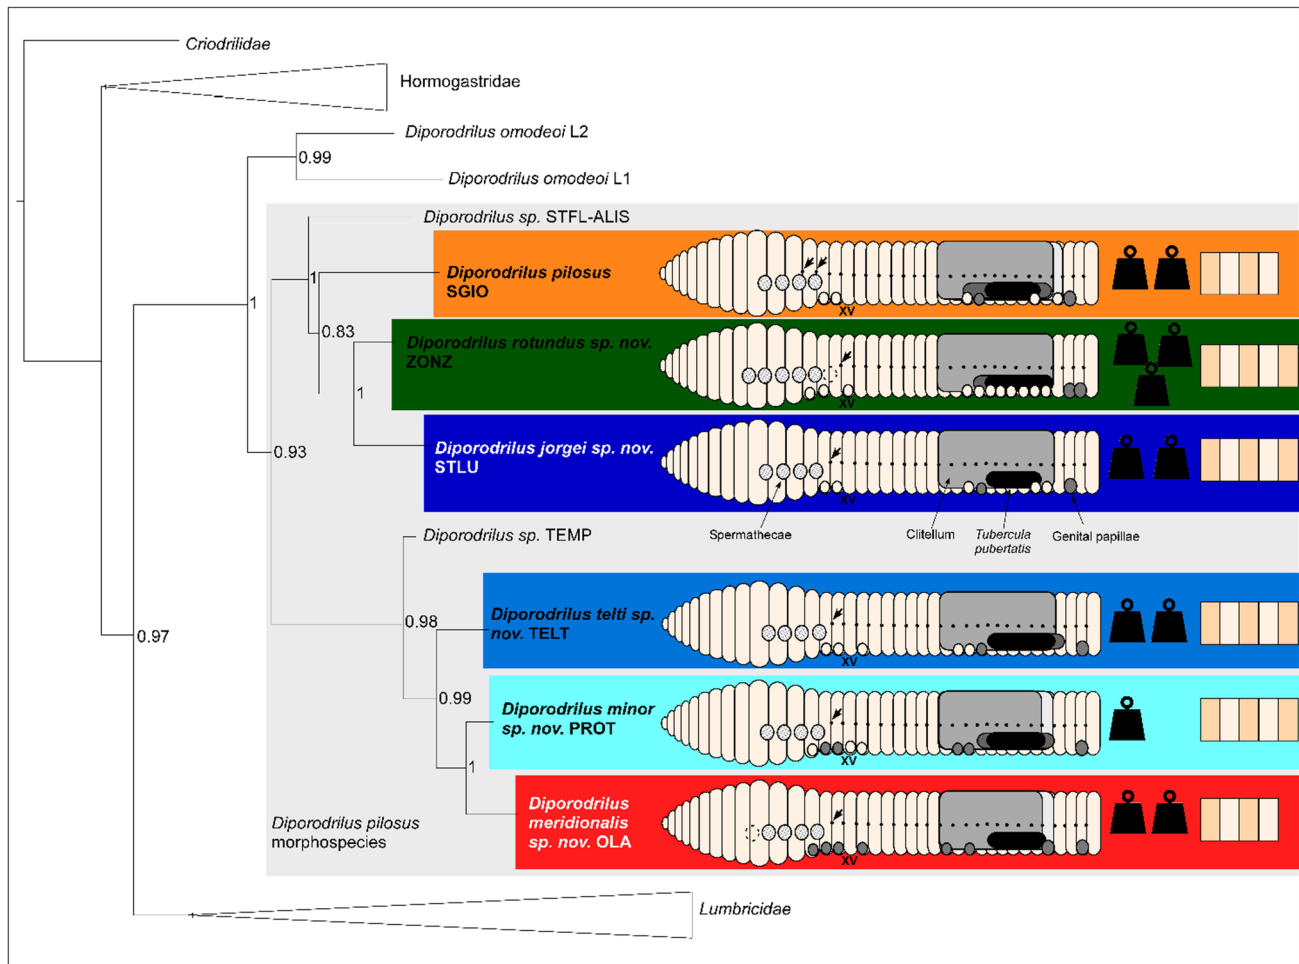 Criodrilidae
Hormogastridae
Diporodrilus omodeoi L2
0.99
Diporodrilus omodeoi L1
Diporodrilus sp. STFL-ALIS
Diporodrilus pilosus
SGIO
XV
1
0.83
1
Diporodrilus rotundus sp. nov.
ZONZ
XV
1
Diporodrilus jorgei sp. nov.
STLU
XV
0.93
Spermathecae
Clitellum
Tubercula
pubertatis
Genital papillae
Diporodrilus sp. TEMP
0.98
Diporodrilus telti sp.
nov. TELT
XV
0.97
0.99
Diporodrilus minor
sp. nov. PROT
XV
1
Diporodrilus
meridionalis
sp. nov. OLA
XV
Diporodrilus pilosus
morphospecies
1
Lumbricidae